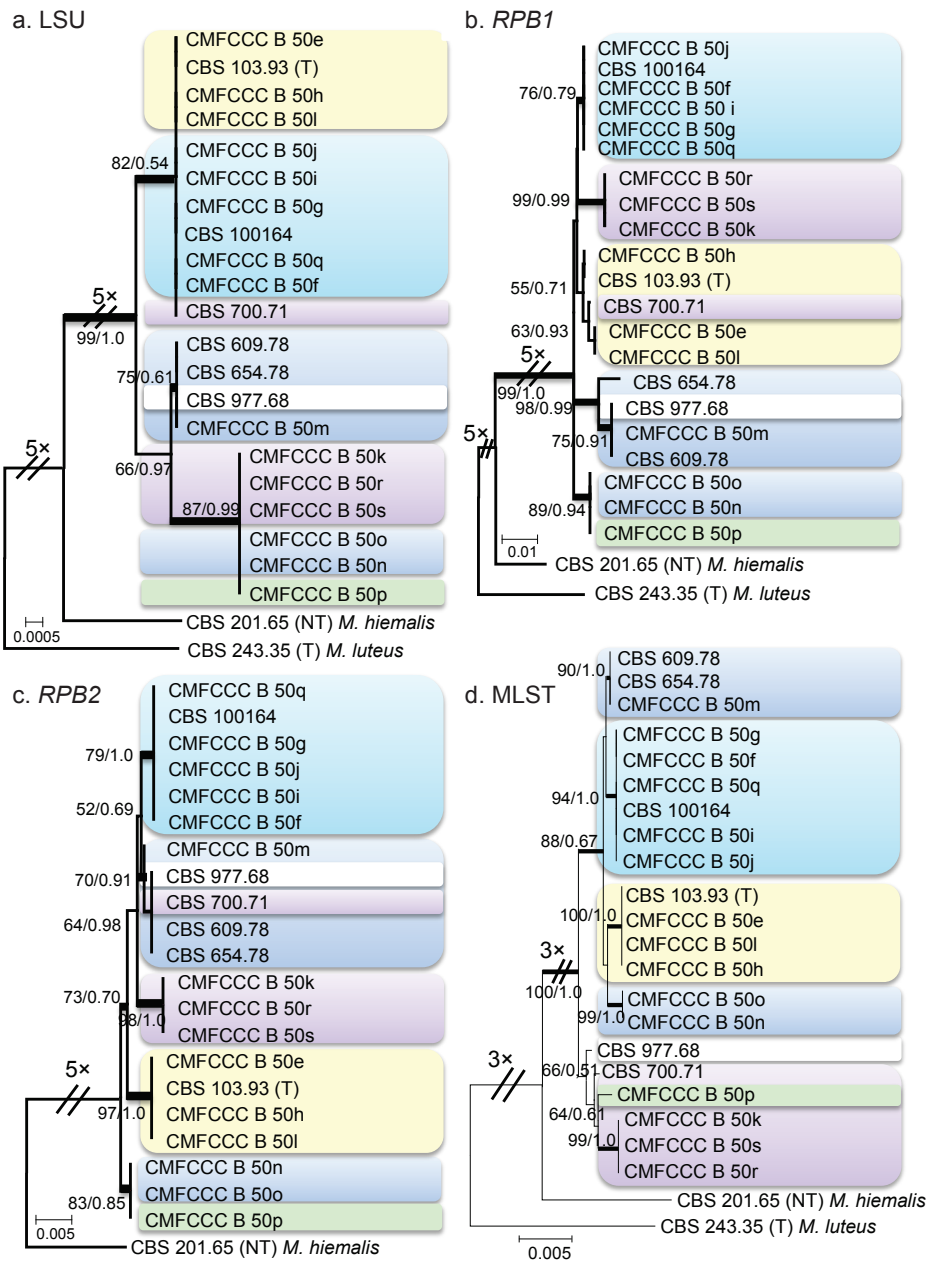 a. LSU
CMFCCC B 50e
CBS 103.93 (T)
CMFCCC B 50h
CMFCCC B 50l
CMFCCC B 50j
82/0.54
CMFCCC B 50i
CMFCCC B 50g
CBS 100164
CMFCCC B 50q
CMFCCC B 50f
5×
CBS 700.71
99/1.0
CBS 609.78
75/0.61
CBS 654.78
CBS 977.68
CMFCCC B 50m
5×
66/0.97
CMFCCC B 50k
CMFCCC B 50r
87/0.99
CMFCCC B 50s
CMFCCC B 50o
CMFCCC B 50n
CMFCCC B 50p
0.0005
CBS 201.65 (NT) M. hiemalis
CBS 243.35 (T) M. luteus
b. RPB1
CMFCCC B 50j
CBS 100164
76/0.79
CMFCCC B 50f
CMFCCC B 50 i
CMFCCC B 50g
CMFCCC B 50q
CMFCCC B 50r
99/0.99
CMFCCC B 50s
CMFCCC B 50k
CMFCCC B 50h
CBS 103.93 (T)
55/0.71
CBS 700.71
63/0.93
CMFCCC B 50e
CMFCCC B 50l
5×
CBS 654.78
99/1.0
98/0.99
CBS 977.68
5×
75/0.91
CMFCCC B 50m
CBS 609.78
CMFCCC B 50o
89/0.94
CMFCCC B 50n
CMFCCC B 50p
0.01
CBS 201.65 (NT) M. hiemalis
CBS 243.35 (T) M. luteus
c. RPB2
CMFCCC B 50q
CBS 100164
CMFCCC B 50g
79/1.0
CMFCCC B 50j
CMFCCC B 50i
52/0.69
CMFCCC B 50f
CMFCCC B 50m
70/0.91
CBS 977.68
CBS 700.71
64/0.98
CBS 609.78
CBS 654.78
CMFCCC B 50k
73/0.70
CMFCCC B 50r
98/1.0
CMFCCC B 50s
CMFCCC B 50e
5×
CBS 103.93 (T)
97/1.0
CMFCCC B 50h
CMFCCC B 50l
CMFCCC B 50n
83/0.85
CMFCCC B 50o
CMFCCC B 50p
0.005
CBS 201.65 (NT) M. hiemalis
d. MLST
90/1.0
CBS 609.78
CBS 654.78
CMFCCC B 50m
CMFCCC B 50g
CMFCCC B 50f
CMFCCC B 50q
94/1.0
CBS 100164
88/0.67
CMFCCC B 50i
CMFCCC B 50j
CBS 103.93 (T)
100/1.0
CMFCCC B 50e
CMFCCC B 50l
3×
CMFCCC B 50h
100/1.0
CMFCCC B 50o
99/1.0
CMFCCC B 50n
CBS 977.68
3×
66/0.51
CBS 700.71
CMFCCC B 50p
64/0.61
CMFCCC B 50k
99/1.0
CMFCCC B 50s
CMFCCC B 50r
CBS 201.65 (NT) M. hiemalis
CBS 243.35 (T) M. luteus
0.005